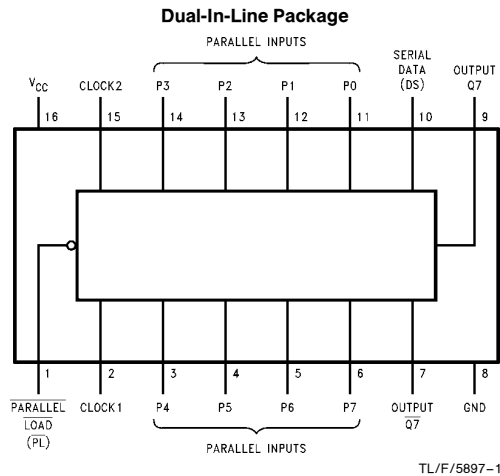 Dual-In-Line Package
PARALLEL INPUTS
SERIAL
DATA
(DS)
OUTPUT
Q7
VCC CLOCK2 P3 P2 P1 P0
16 15 14 13 12 11 10 9
1 2 3 4 5 6 7 8
PARALLEL
LOAD
(PL)
CLOCK1 P4 P5 P6 P7 OUTPUT
Q7
GND
PARALLEL INPUTS
TL/F/5897–1